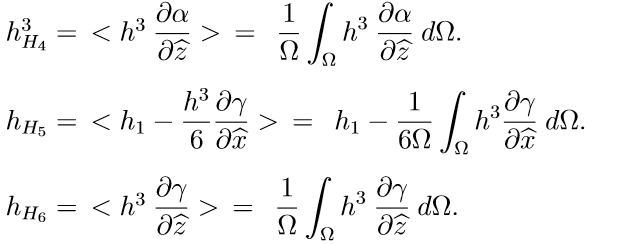 $h_{H_4}^3 = \, < h^3 \, \frac{\partial \alpha}{\partial \widehat{z}} > \, = \, \frac{1}{\Omega} \int_{\Omega} h^3 \, \frac{\partial \alpha}{\partial \widehat{z}} \, d\Omega.$
$h_{H_5} = \, < h_1 - \frac{h^3}{6} \frac{\partial \gamma}{\partial \widehat{x}} > \, = \, h_1 - \frac{1}{6\Omega} \int_{\Omega} h^3 \frac{\partial \gamma}{\partial \widehat{x}} \, d\Omega.$
$h_{H_6} = \, < h^3 \, \frac{\partial \gamma}{\partial \widehat{z}} > \, = \, \frac{1}{\Omega} \int_{\Omega} h^3 \, \frac{\partial \gamma}{\partial \widehat{z}} \, d\Omega.$